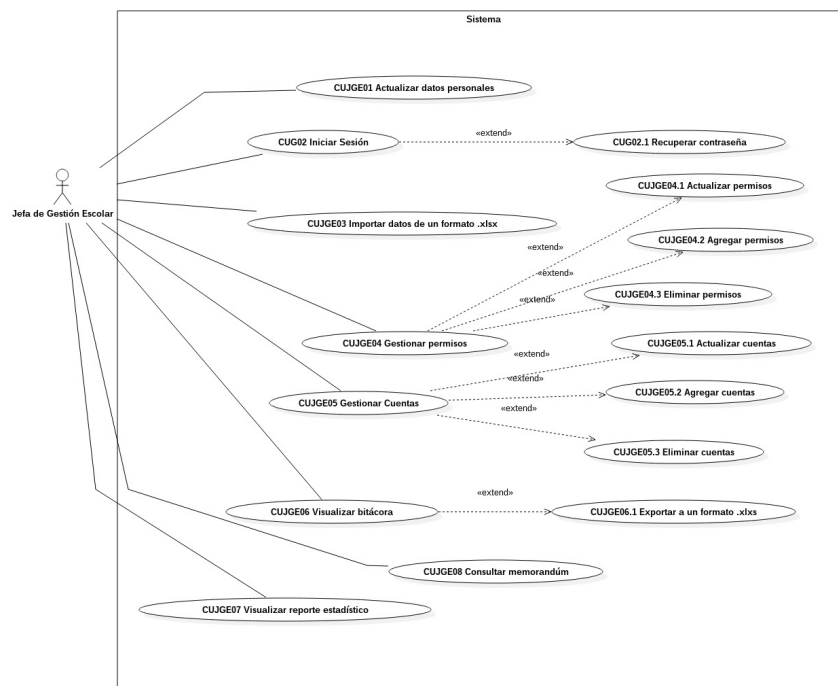 Sistema
CUJGE01 Actualizar datos personales
CUG02 Iniciar Sesión
«extend»
CUG02.1 Recuperar contraseña
Jefa de Gestión Escolar
CUJGE04.1 Actualizar permisos
CUJGE03 Importar datos de un formato .xlsx
«extend»
CUJGE04.2 Agregar permisos
«extend»
CUJGE04.3 Eliminar permisos
«extend»
CUJGE04 Gestionar permisos
CUJGE05.1 Actualizar cuentas
«extend»
CUJGE05 Gestionar Cuentas
«extend»
CUJGE05.2 Agregar cuentas
«extend»
CUJGE05.3 Eliminar cuentas
CUJGE06 Visualizar bitácora
«extend»
CUJGE06.1 Exportar a un formato .xlxs
CUJGE08 Consultar memorandúm
CUJGE07 Visualizar reporte estadístico